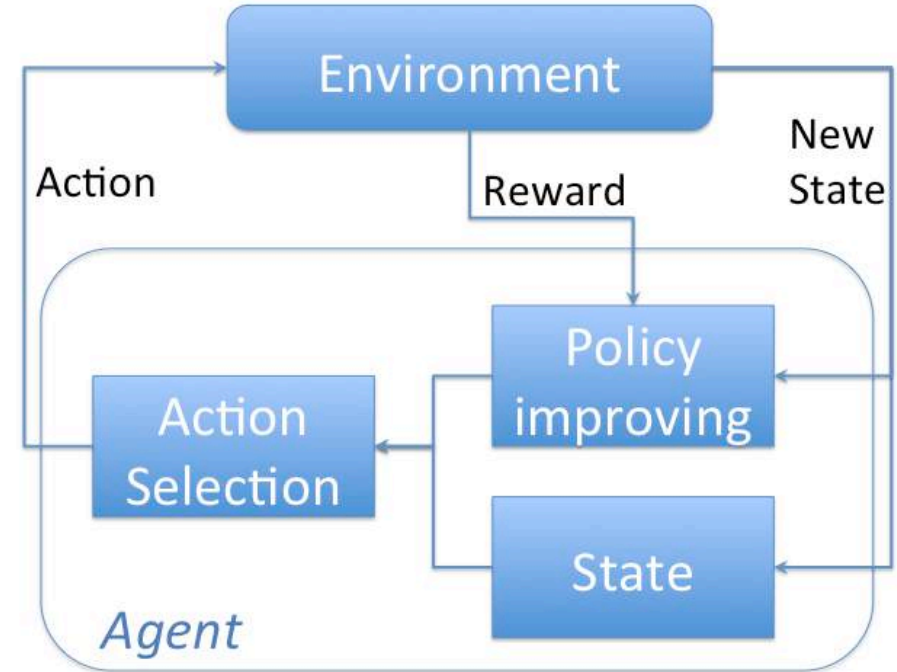 Environment
Action
Reward
New
State
Policy
improving
Action
Selection
State
Agent